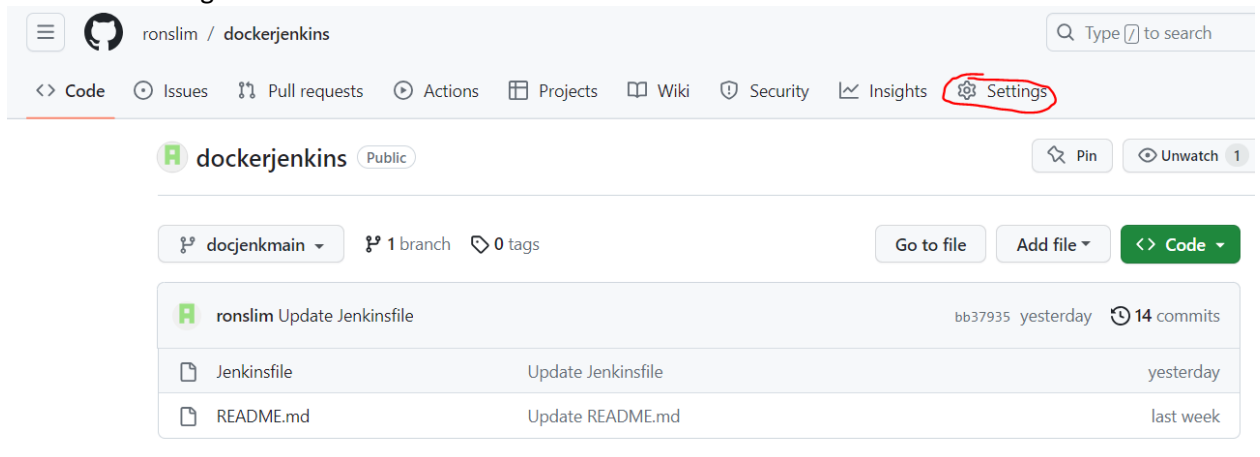 ronslim / dockerjenkins
Type / to search
Code Issues Pull requests Actions Projects Wiki Security Insights Settings
dockerjenkins Public
Pin Unwatch 1
docjenkmain 1 branch 0 tags Go to file Add file Code
ronslim Update Jenkinsfile bb37935 yesterday 14 commits
Jenkinsfile Update Jenkinsfile yesterday
README.md Update README.md last week